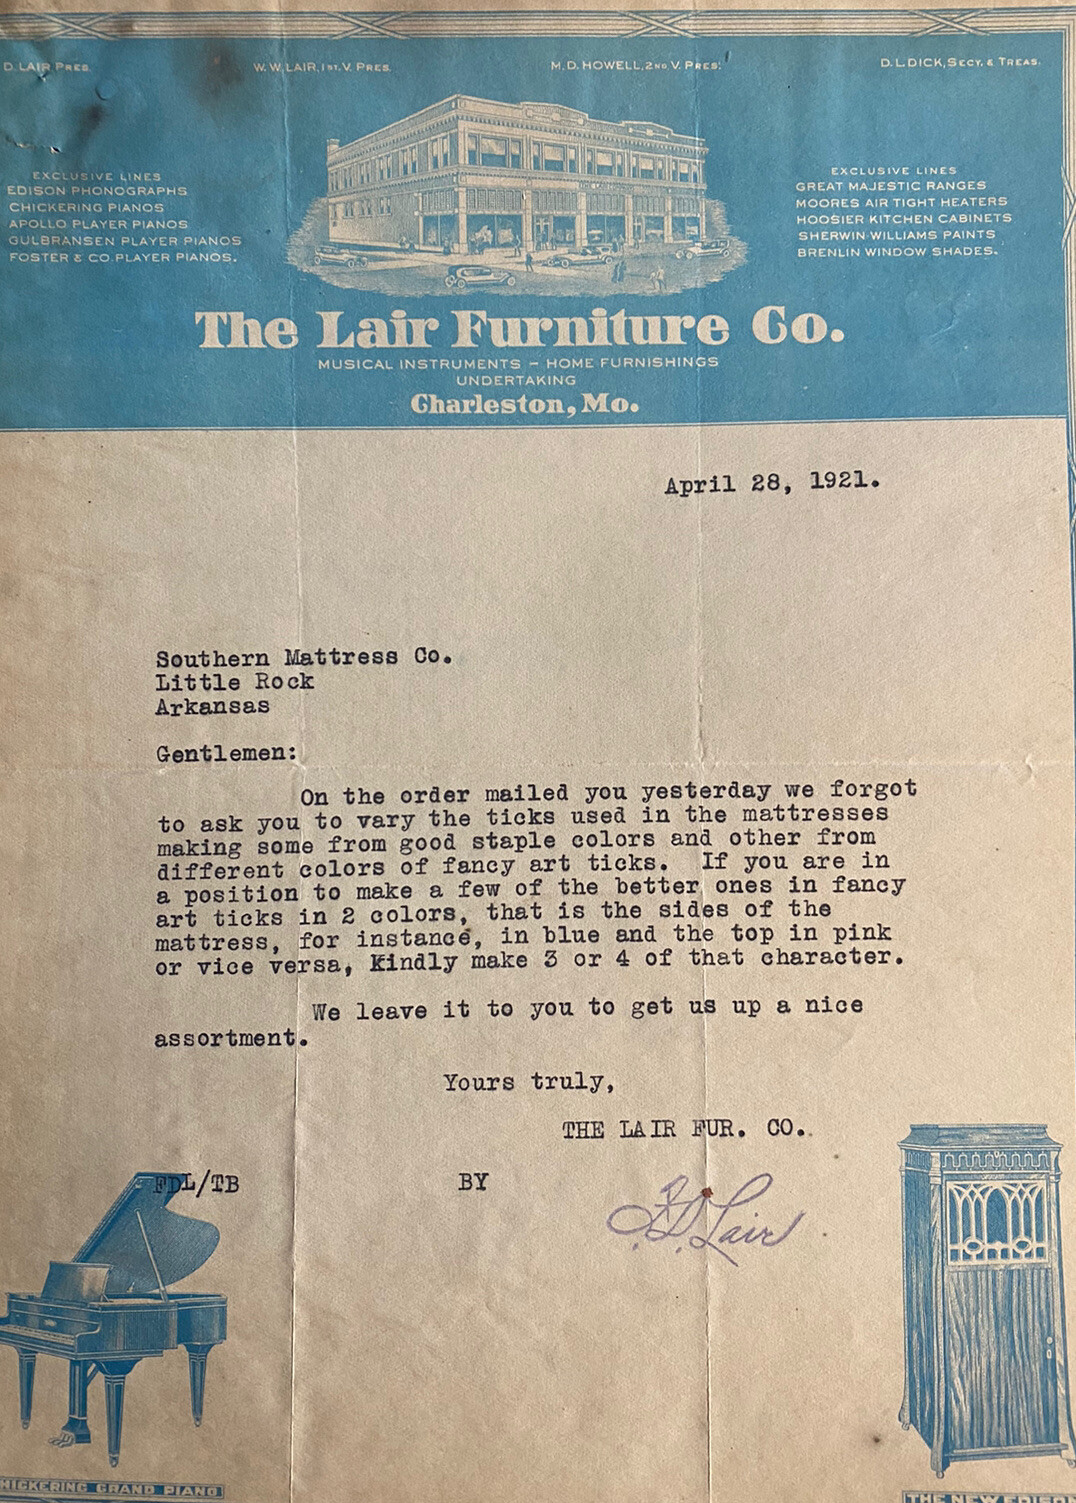 D. LAIR PRES.
W. W. LAIR, 1ST. V. PRES.
M. D. HOWELL, 2ND. V. PRES.
D. L. DICK, SECY. & TREAS.
EXCLUSIVE LINES
EDISON PHONOGRAPHS
CHICKERING PIANOS
APOLLO PLAYER PIANOS
GULBRANSEN PLAYER PIANOS
FOSTER & CO. PLAYER PIANOS.
EXCLUSIVE LINES
GREAT MAJESTIC RANGES
MOORES AIR TIGHT HEATERS
HOOSIER KITCHEN CABINETS
SHERWIN WILLIAMS PAINTS
BRENLIN WINDOW SHADES.
The Lair Furniture Co.
MUSICAL INSTRUMENTS – HOME FURNISHINGS
UNDERTAKING
Charleston, Mo.
April 28, 1921.
Southern Mattress Co.
Little Rock
Arkansas
Gentlemen:
On the order mailed you yesterday we forgot
to ask you to vary the ticks used in the mattresses
making some from good staple colors and other from
different colors of fancy art ticks. If you are in
a position to make a few of the better ones in fancy
art ticks in 2 colors, that is the sides of the
mattress, for instance, in blue and the top in pink
or vice versa, Kindly make 3 or 4 of that character.
We leave it to you to get us up a nice
assortment.
Yours truly,
THE LAIR FUR. CO.
FDL/TB
BY
F.D. Lair
HICKERING GRAND PIANO
THE NEW EDISON